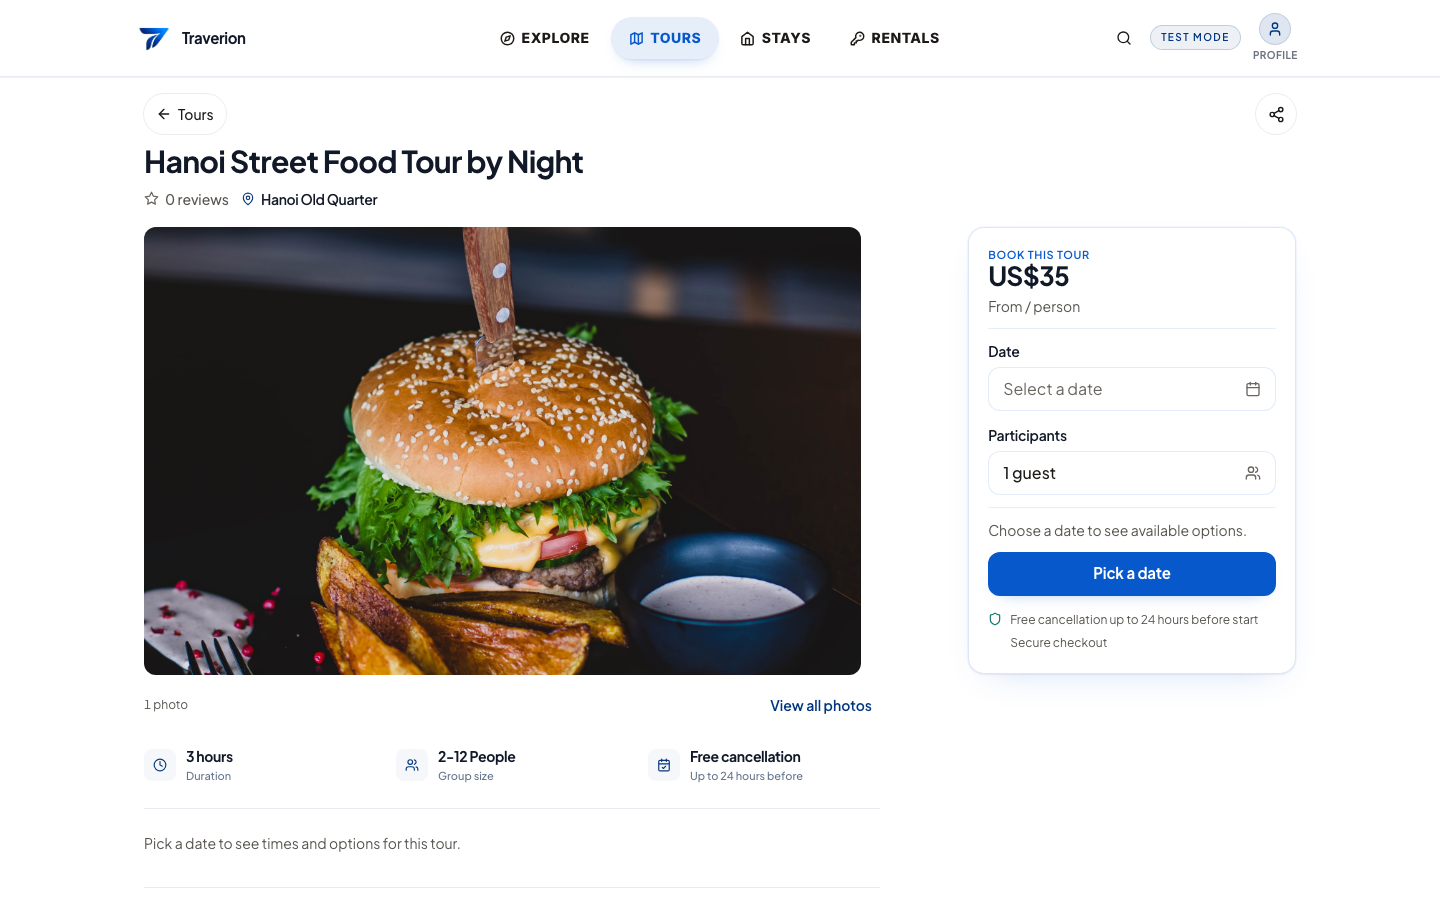 Traverion
EXPLORE
TOURS
STAYS
RENTALS
TEST MODE
PROFILE
Tours
Hanoi Street Food Tour by Night
0 reviews
Hanoi Old Quarter
BOOK THIS TOUR
US$35
From / person
Date
Select a date
Participants
1 guest
Choose a date to see available options.
Pick a date
Free cancellation up to 24 hours before start
Secure checkout
1 photo
View all photos
3 hours
Duration
2-12 People
Group size
Free cancellation
Up to 24 hours before
Pick a date to see times and options for this tour.